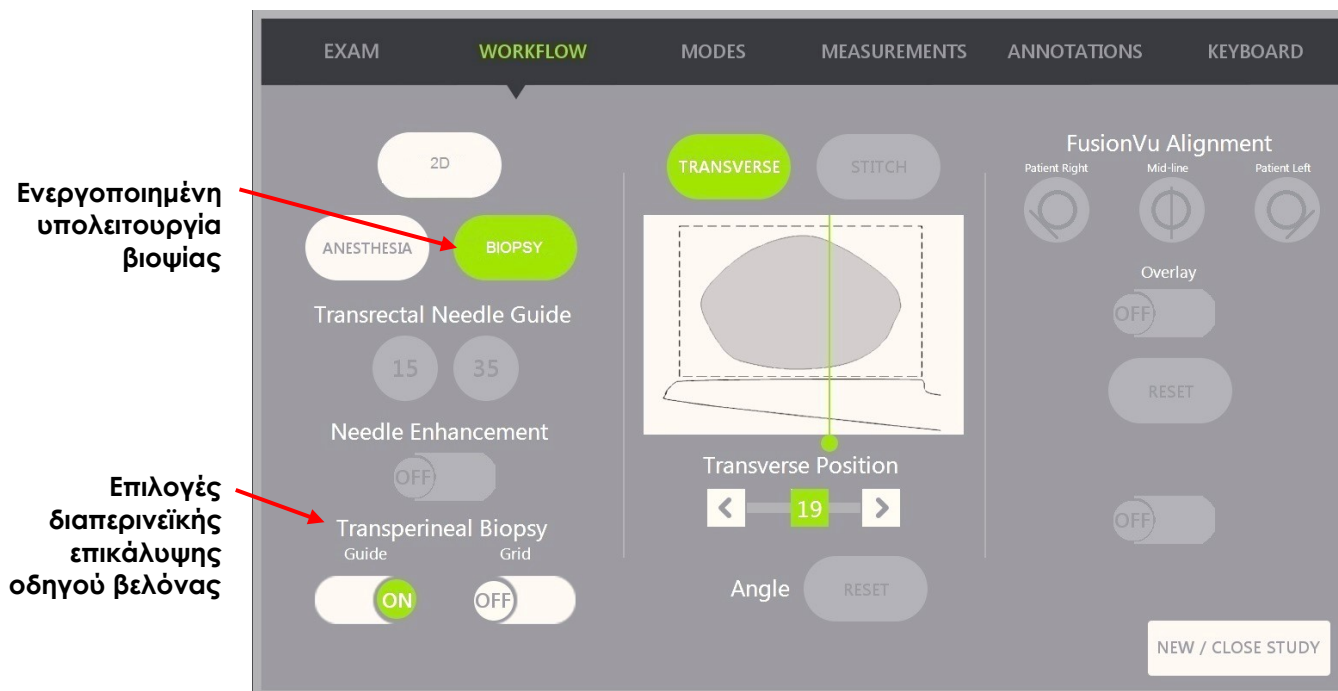 EXAM WORKFLOW MODES MEASUREMENTS ANNOTATIONS KEYBOARD
Ενεργοποιημένη
υπολειτουργία
βιοψίας
2D
ANESTHESIA BIOPSY
Transrectal Needle Guide
15 35
Needle Enhancement
OFF
Επιλογές
διαπερινεϊκής
επικάλυψης
οδηγού βελόνας
Transperineal Biopsy
Guide Grid
ON OFF
TRANSVERSE STITCH
Transverse Position
19
Angle RESET
FusionVu Alignment
Patient Right Mid-line Patient Left
Overlay
OFF
RESET
OFF
NEW / CLOSE STUDY